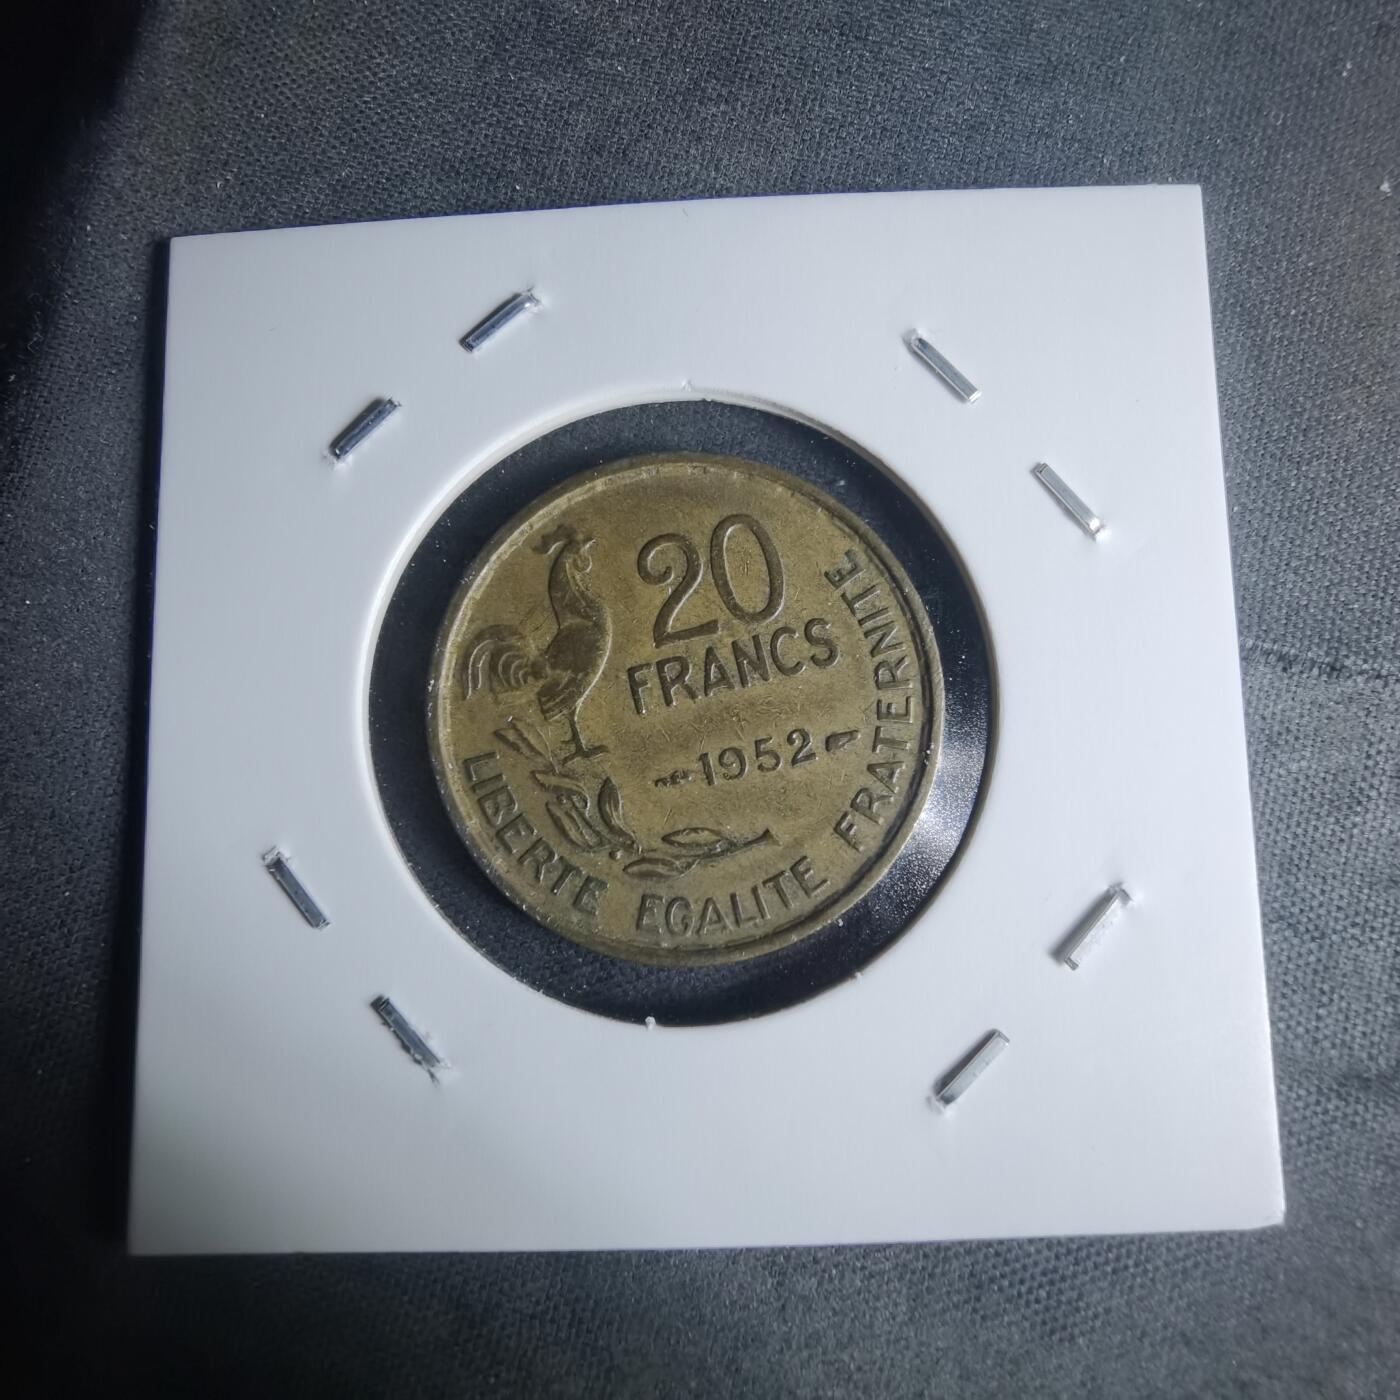 20
FRANCS
1952
LIBERTE EGALITE FRATERNITE